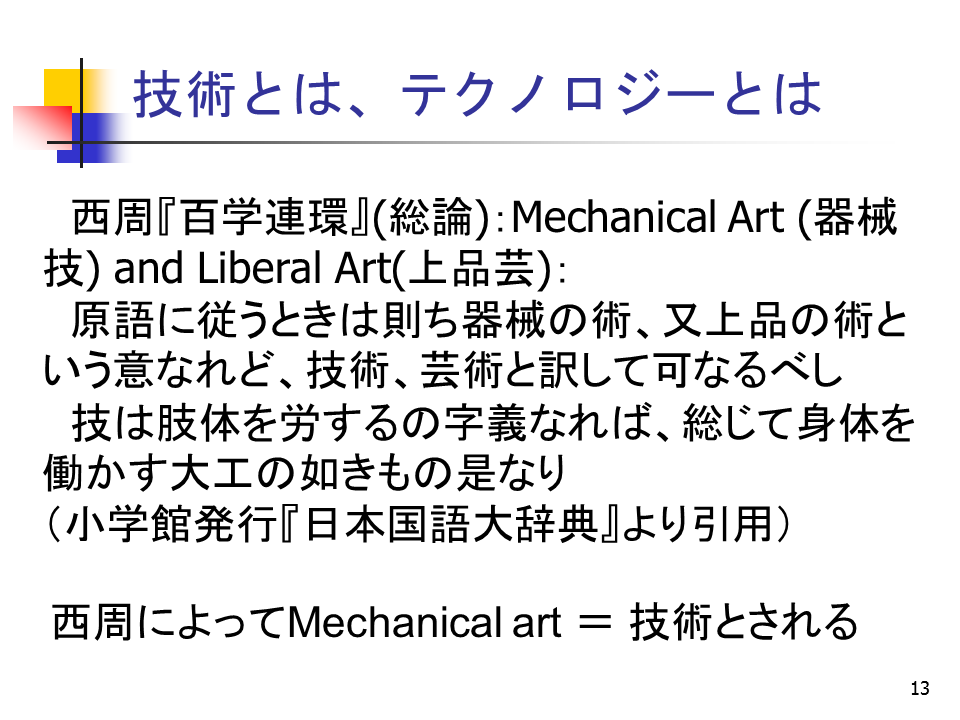 技術とは、テクノロジーとは
西周『百学連環』(総論)：Mechanical Art (器械
技) and Liberal Art(上品芸)：
原語に従うときは則ち器械の術、又上品の術と
いう意なれど、技術、芸術と訳して可なるべし
技は肢体を労するの字義なれば、総じて身体を
働かす大工の如きもの是なり
（小学館発行『日本国語大辞典』より引用）
西周によってMechanical art ＝ 技術とされる
13